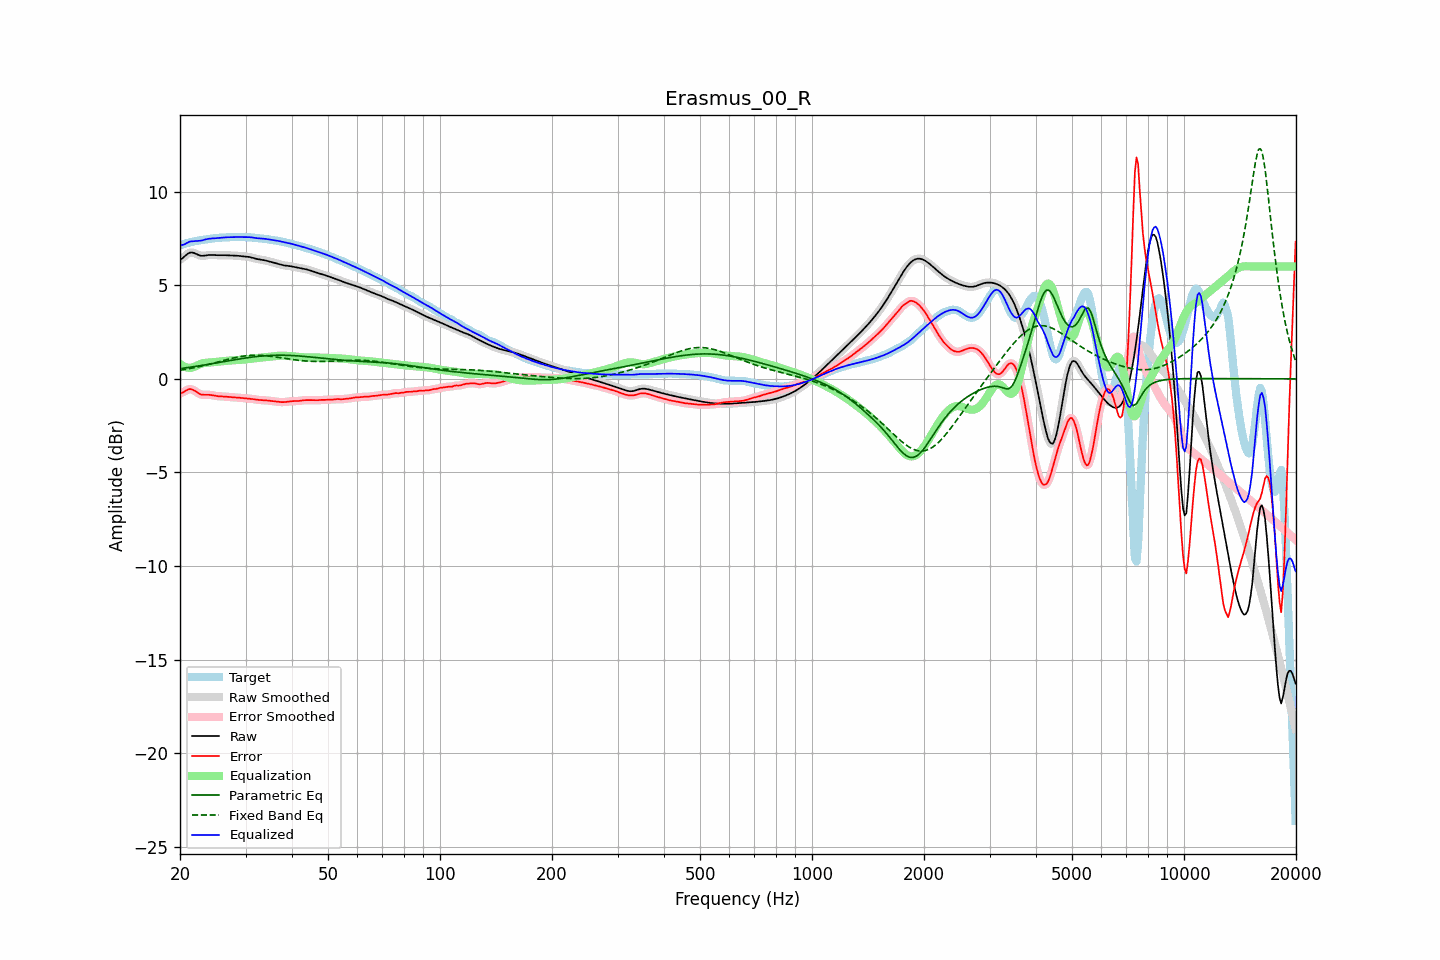 Erasmus_00_R
Amplitude (dBr)
10
5
0
−5
−10
−15
−20
−25
Target
Raw Smoothed
Error Smoothed
Raw
Error
Equalization
Parametric Eq
Fixed Band Eq
Equalized
20
50
100
200
500
1000
2000
5000
10000
20000
Frequency (Hz)